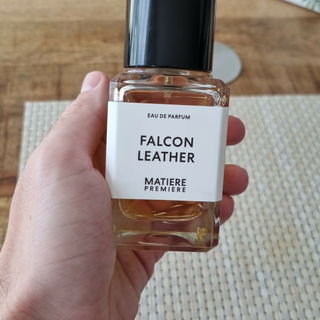 EAU DE PARFUM
FALCON
LEATHER
MATIERE
PREMIERE